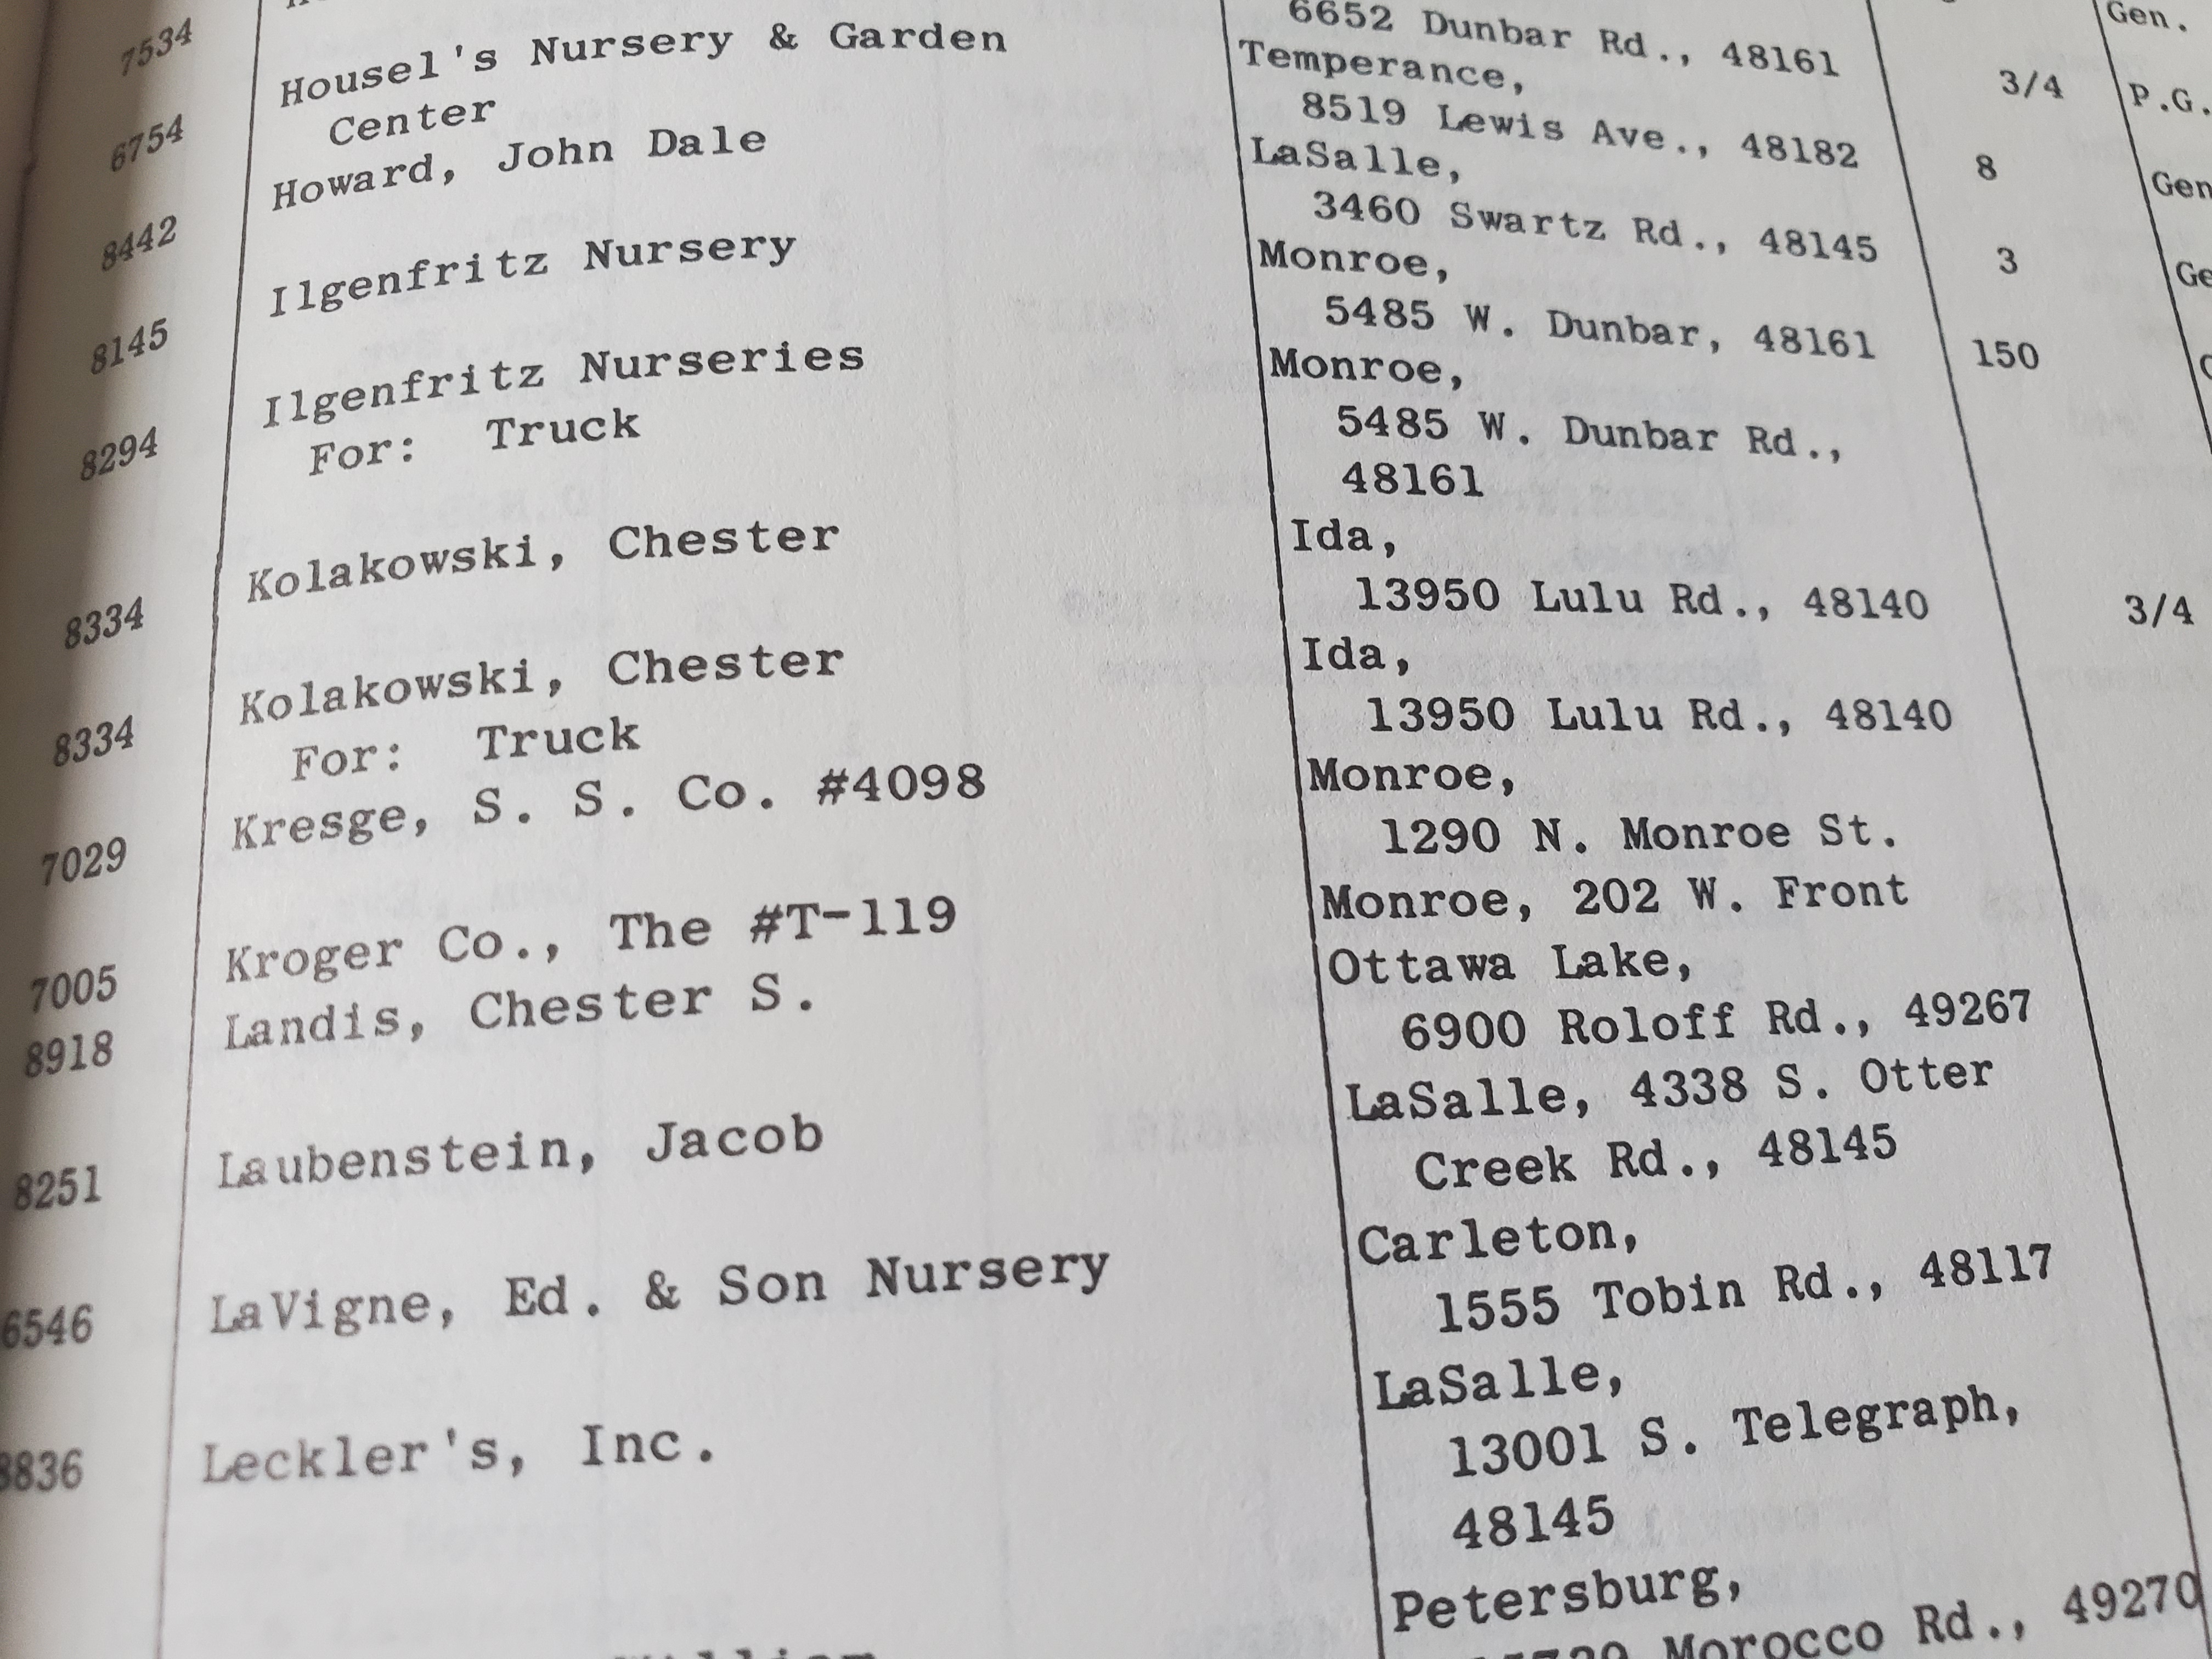 7534
6652 Dunbar Rd., 48161 3/4 P.G.
Gen.
6754 Housel's Nursery & Garden Temperance,
Center 8519 Lewis Ave., 48182 8 Gen
8442 Howard, John Dale LaSalle,
3460 Swartz Rd., 48145 3 Ge
8145 Ilgenfritz Nursery Monroe,
5485 W. Dunbar, 48161 150
8294 Ilgenfritz Nurseries Monroe,
For: Truck 5485 W. Dunbar Rd.,
48161
8334 Kolakowski, Chester Ida,
13950 Lulu Rd., 48140 3/4
8334 Kolakowski, Chester Ida,
For: Truck 13950 Lulu Rd., 48140
7029 Kresge, S. S. Co. #4098 Monroe,
1290 N. Monroe St.
7005 Kroger Co., The #T-119 Monroe, 202 W. Front
8918 Landis, Chester S. Ottawa Lake,
6900 Roloff Rd., 49267
8251 Laubenstein, Jacob LaSalle, 4338 S. Otter
Creek Rd., 48145
6546 LaVigne, Ed. & Son Nursery Carleton,
1555 Tobin Rd., 48117
8836 Leckler's, Inc. LaSalle,
13001 S. Telegraph,
48145
William Petersburg,
Morocco Rd., 49270